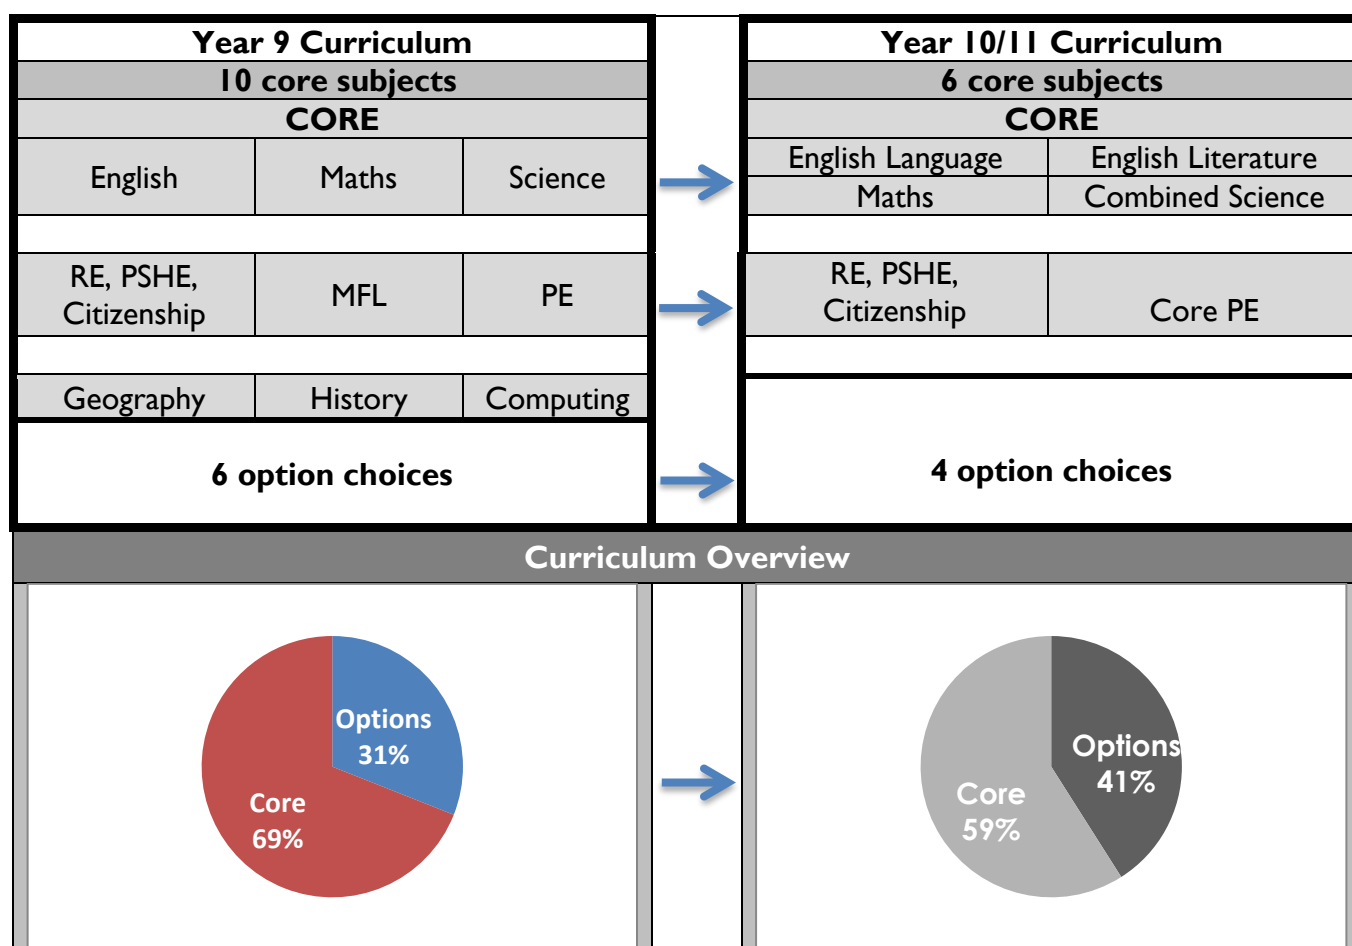 Year 9 Curriculum
10 core subjects
CORE
English Maths Science
RE, PSHE,
Citizenship
MFL PE
Geography History Computing
6 option choices
Year 10/11 Curriculum
6 core subjects
CORE
English Language English Literature
Maths Combined Science
RE, PSHE,
Citizenship
Core PE
4 option choices
Curriculum Overview
Options
31%
Core
69%
Options
41%
Core
59%